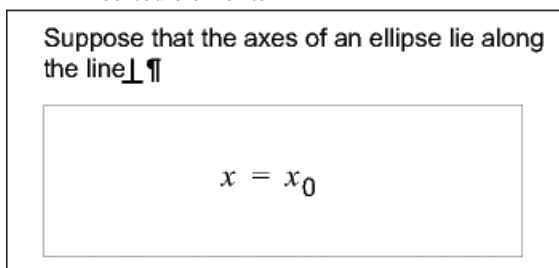 Suppose that the axes of an ellipse lie along
the line⊥¶
x = x₀